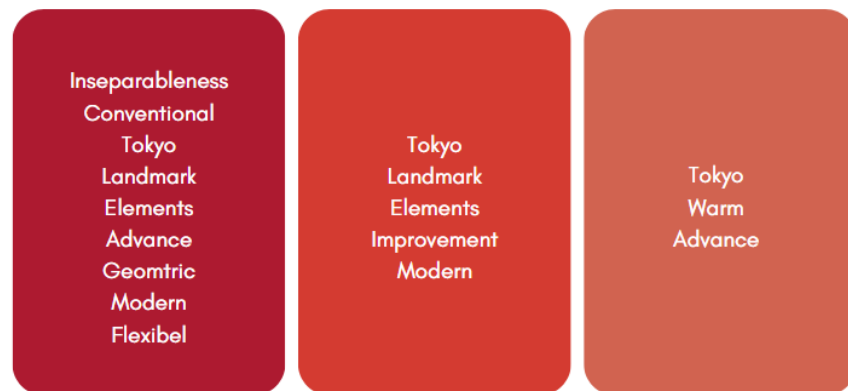 Inseparableness
Conventional
Tokyo
Landmark
Elements
Advance
Geomtric
Modern
Flexibel
Tokyo
Landmark
Elements
Improvement
Modern
Tokyo
Warm
Advance